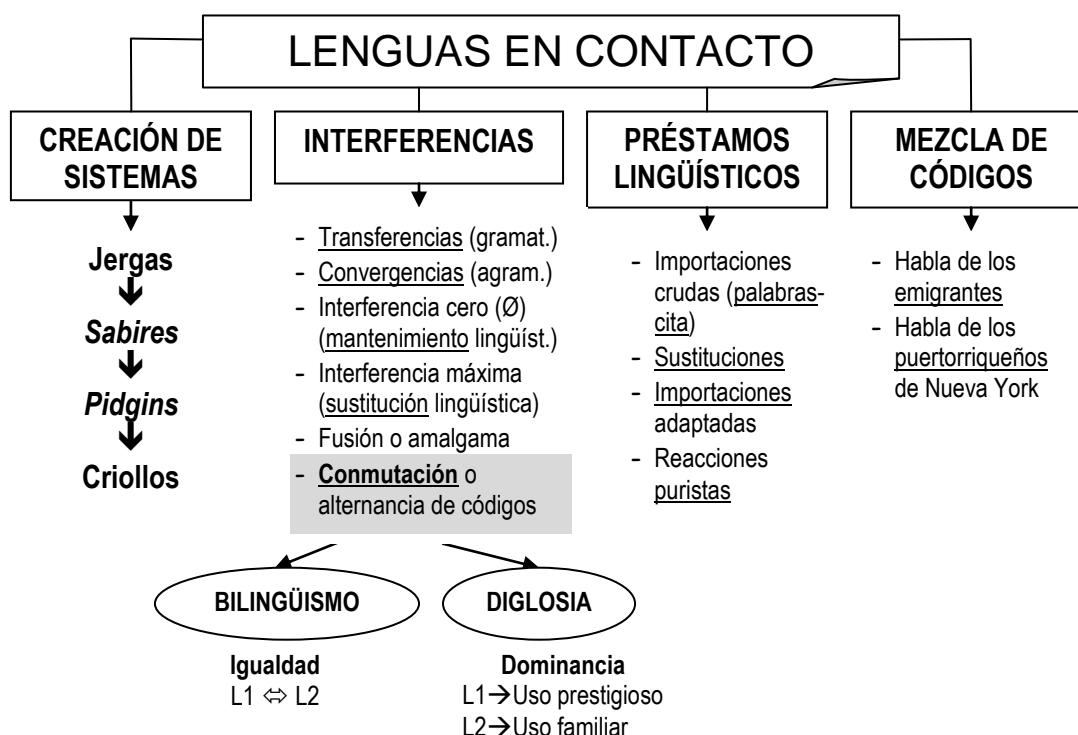 LENGUAS EN CONTACTO
CREACIÓN DE
SISTEMAS
Jergas
Sabires
Pidgins
Criollos
INTERFERENCIAS
- Transferencias (gramat.)
- Convergencias (agram.)
- Interferencia cero (Ø)
(mantenimiento lingüíst.)
- Interferencia máxima
(sustitución lingüística)
- Fusión o amalgama
- Conmutación o
alternancia de códigos
PRÉSTAMOS
LINGÜÍSTICOS
- Importaciones
crudas (palabras-
cita)
- Sustituciones
- Importaciones
adaptadas
- Reacciones
puristas
MEZCLA DE
CÓDIGOS
- Habla de los
emigrantes
- Habla de los
puertorriqueños
de Nueva York
BILINGÜISMO
Igualdad
L1 ⇔ L2
DIGLOSIA
Dominancia
L1→Uso prestigioso
L2→Uso familiar